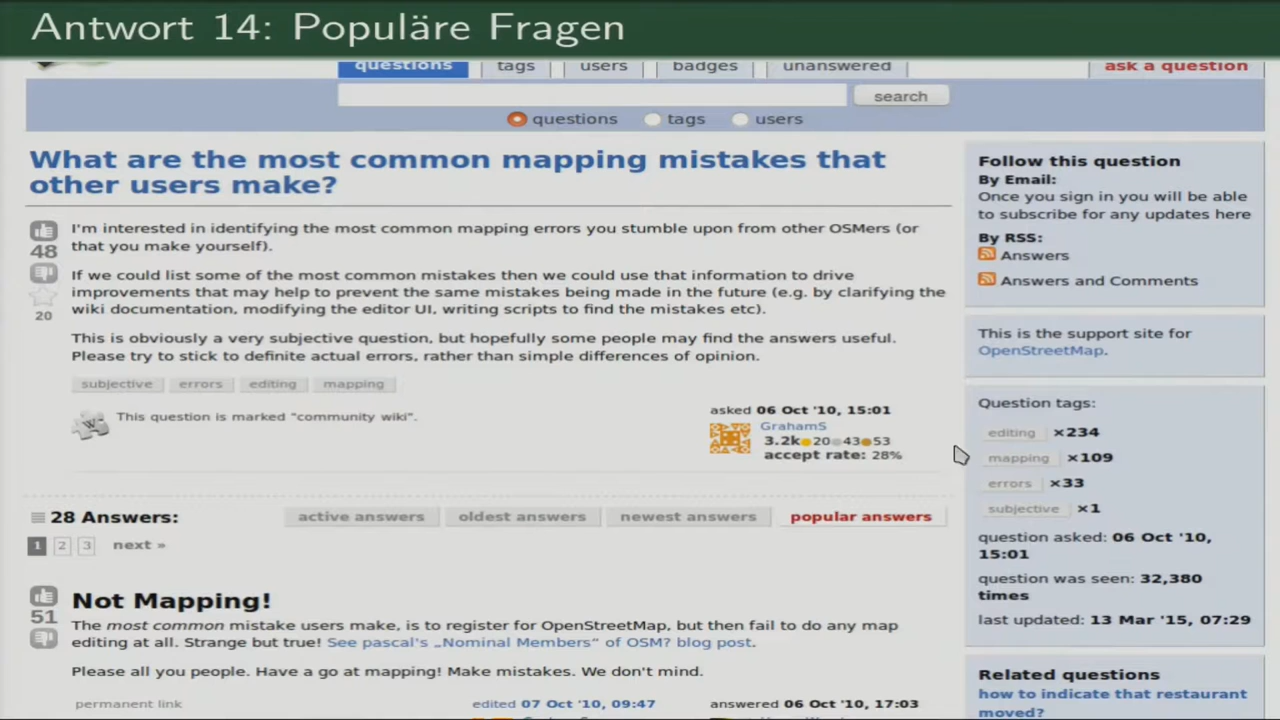 Antwort 14: Populäre Fragen
questions
tags
users
badges
unanswered
ask a question
search
questions
tags
users
What are the most common mapping mistakes that
other users make?
48
20
I'm interested in identifying the most common mapping errors you stumble upon from other OSMers (or
that you make yourself).
If we could list some of the most common mistakes then we could use that information to drive
improvements that may help to prevent the same mistakes being made in the future (e.g. by clarifying the
wiki documentation, modifying the editor UI, writing scripts to find the mistakes etc).
This is obviously a very subjective question, but hopefully some people may find the answers useful.
Please try to stick to definite actual errors, rather than simple differences of opinion.
subjective
errors
editing
mapping
W
This question is marked "community wiki".
asked 06 Oct '10, 15:01
GrahamS
3.2k●20●43●53
accept rate: 28%
28 Answers:
active answers
oldest answers
newest answers
popular answers
1 2 3 next »
51
Not Mapping!
The most common mistake users make, is to register for OpenStreetMap, but then fail to do any map
editing at all. Strange but true! See pascal's „Nominal Members“ of OSM? blog post.
Please all you people. Have a go at mapping! Make mistakes. We don't mind.
permanent link
edited 07 Oct '10, 09:47
answered 06 Oct '10, 17:03
Follow this question
By Email:
Once you sign in you will be able
to subscribe for any updates here
By RSS:
Answers
Answers and Comments
This is the support site for
OpenStreetMap.
Question tags:
editing ×234
mapping ×109
errors ×33
subjective ×1
question asked: 06 Oct '10,
15:01
question was seen: 32,380
times
last updated: 13 Mar '15, 07:29
Related questions
how to indicate that restaurant
moved?